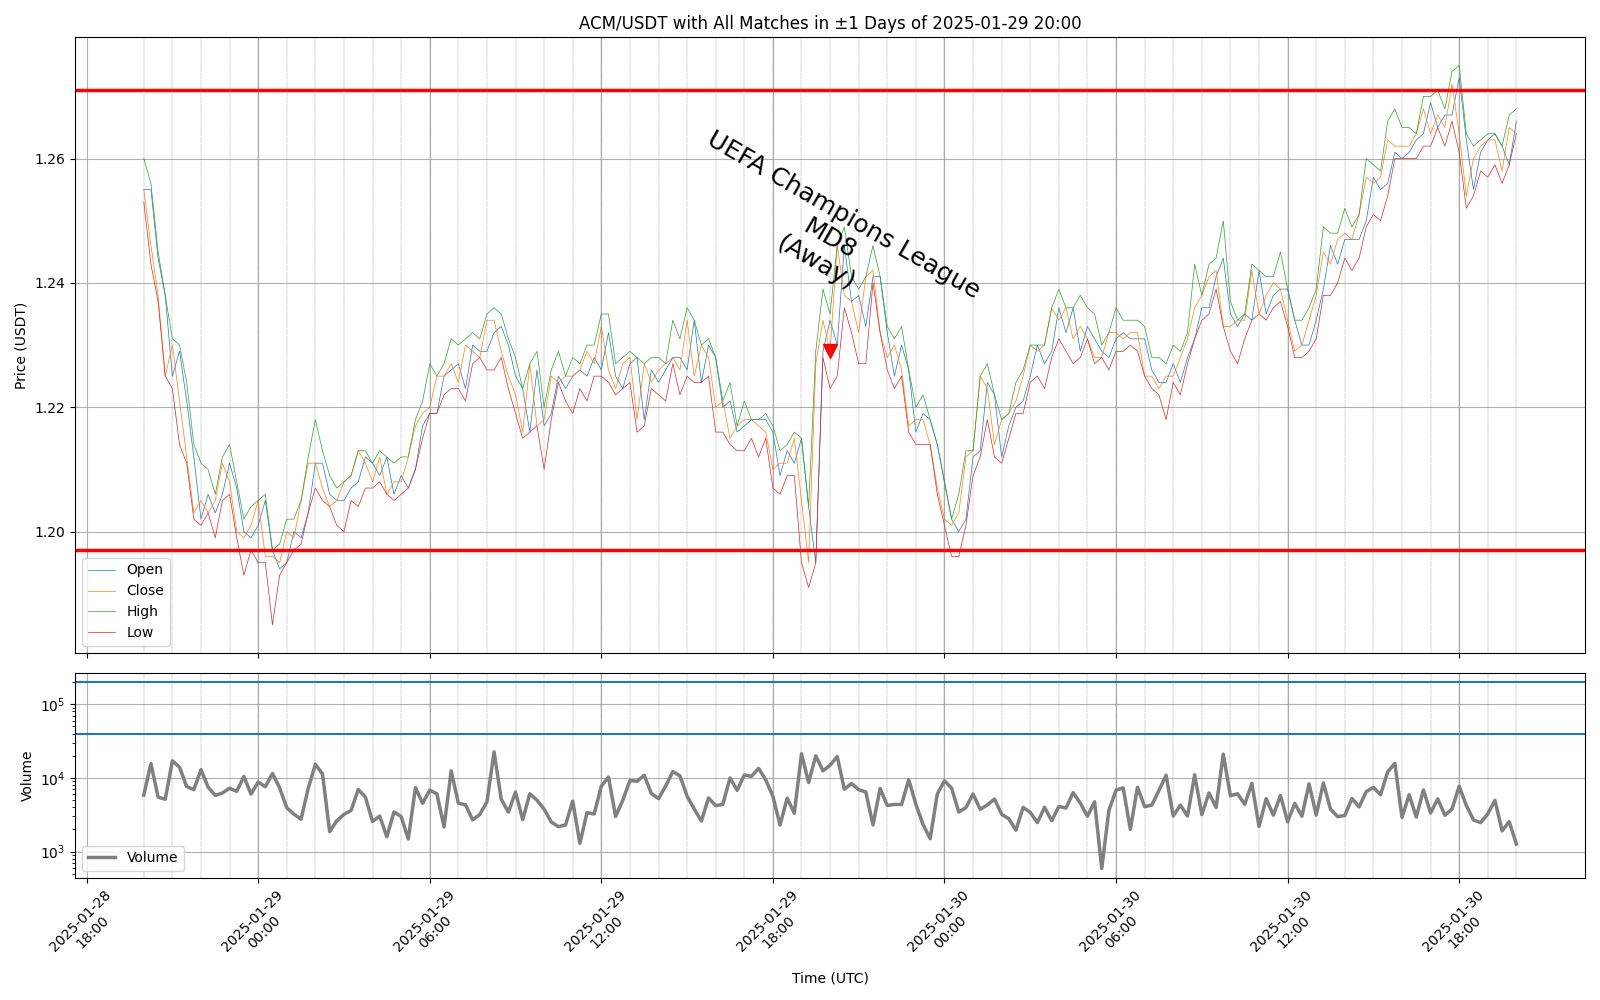 ACM/USDT with All Matches in ±1 Days of 2025-01-29 20:00
Price (USDT)
1.26
1.24
1.22
1.20
UEFA Champions League
MD8
(Away)
Open
Close
High
Low
Volume
10^5
10^4
10^3
Volume
2025-01-28
18:00
2025-01-29
00:00
2025-01-29
06:00
2025-01-29
12:00
2025-01-29
18:00
2025-01-30
00:00
2025-01-30
06:00
2025-01-30
12:00
2025-01-30
18:00
Time (UTC)